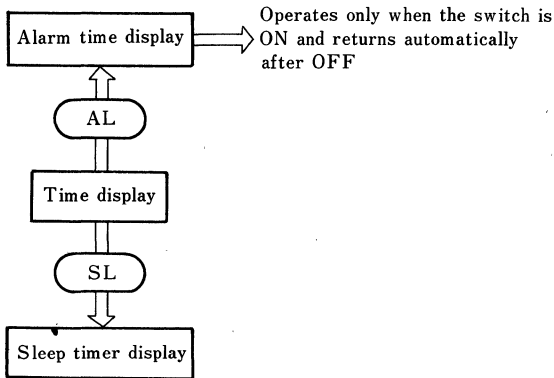 Operates only when the switch is
Alarm time display
ON and returns automatically
after OFF
AL
Time display
SL
Sleep timer display